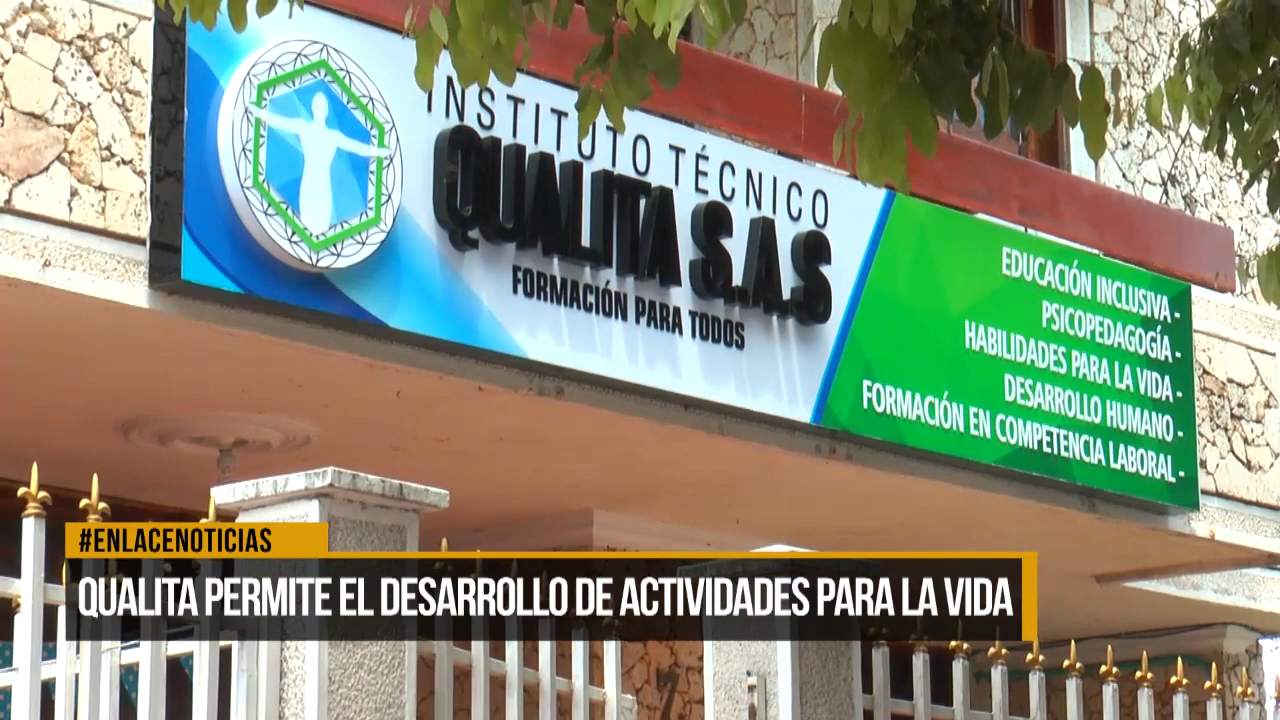 INSTITUTO TÉCNICO
QUALITA S.A.S
FORMACIÓN PARA TODOS
EDUCACIÓN INCLUSIVA -
PSICOPEDAGOGÍA -
HABILIDADES PARA LA VIDA -
DESARROLLO HUMANO -
FORMACIÓN EN COMPETENCIA LABORAL -
#ENLACENOTICIAS
QUALITA PERMITE EL DESARROLLO DE ACTIVIDADES PARA LA VIDA